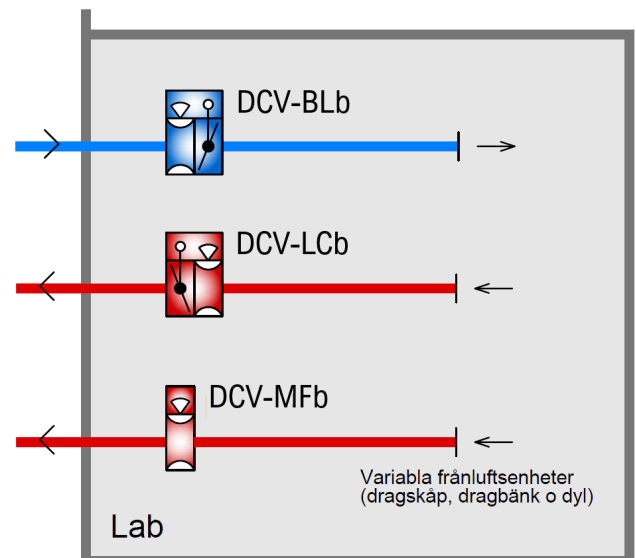 DCV-BLb
DCV-LCb
DCV-MFb
Variabla frånluftsenheter
(dragskåp, dragbänk o dyl)
Lab